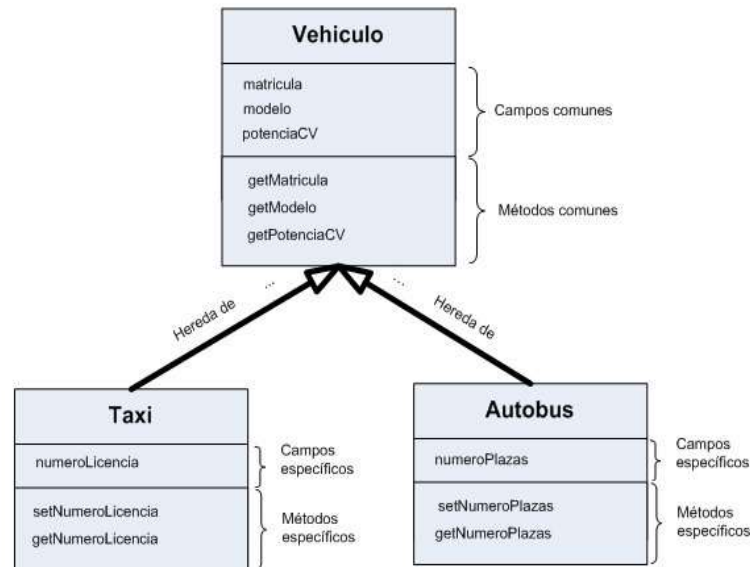 Vehiculo
matricula
modelo
potenciaCV
Campos comunes
getMatricula
getModelo
getPotenciaCV
Métodos comunes
...
...
Hereda de
Hereda de
Taxi
numeroLicencia
Campos
específicos
setNumeroLicencia
getNumeroLicencia
Métodos
específicos
Autobus
numeroPlazas
Campos
específicos
setNumeroPlazas
getNumeroPlazas
Métodos
específicos